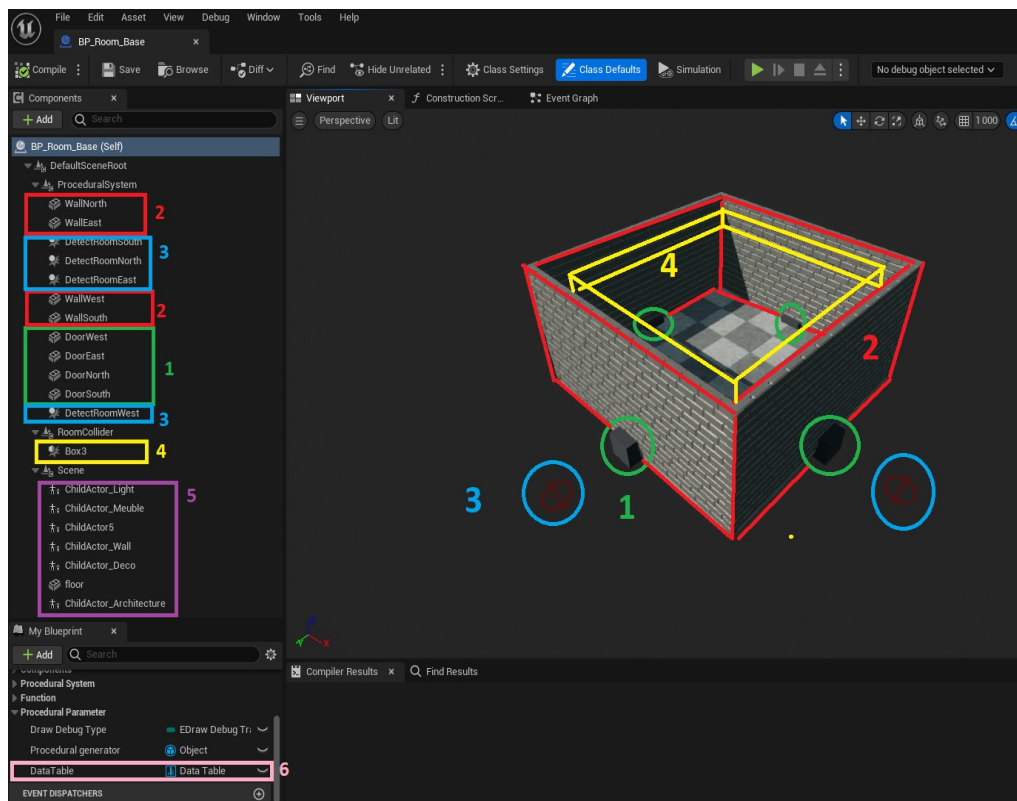 File Edit Asset View Debug Window Tools Help
BP_Room_Base ×
Compile Save Browse Diff Find Hide Unrelated Class Settings Class Defaults Simulation No debug object selected
Components × Viewport × Construction Scr... Event Graph
+ Add Search Perspective Lit 1000
BP_Room_Base (Self)
DefaultSceneRoot
ProceduralSystem
WallNorth
WallEast
2
DetectRoomSouth
DetectRoomNorth
DetectRoomEast
3
WallWest
WallSouth
2
DoorWest
DoorEast
DoorNorth
DoorSouth
1
DetectRoomWest
3
RoomCollider
Box3
4
Scene
ChildActor_Light
ChildActor_Meuble
ChildActor5
ChildActor_Wall
ChildActor_Deco
floor
ChildActor_Architecture
5
4
2
3
1
My Blueprint ×
+ Add Search
Components
Procedural System
Function
Procedural Parameter
Draw Debug Type EDraw Debug Tr
Procedural generator Object
DataTable Data Table
6
EVENT DISPATCHERS
Compiler Results × Find Results